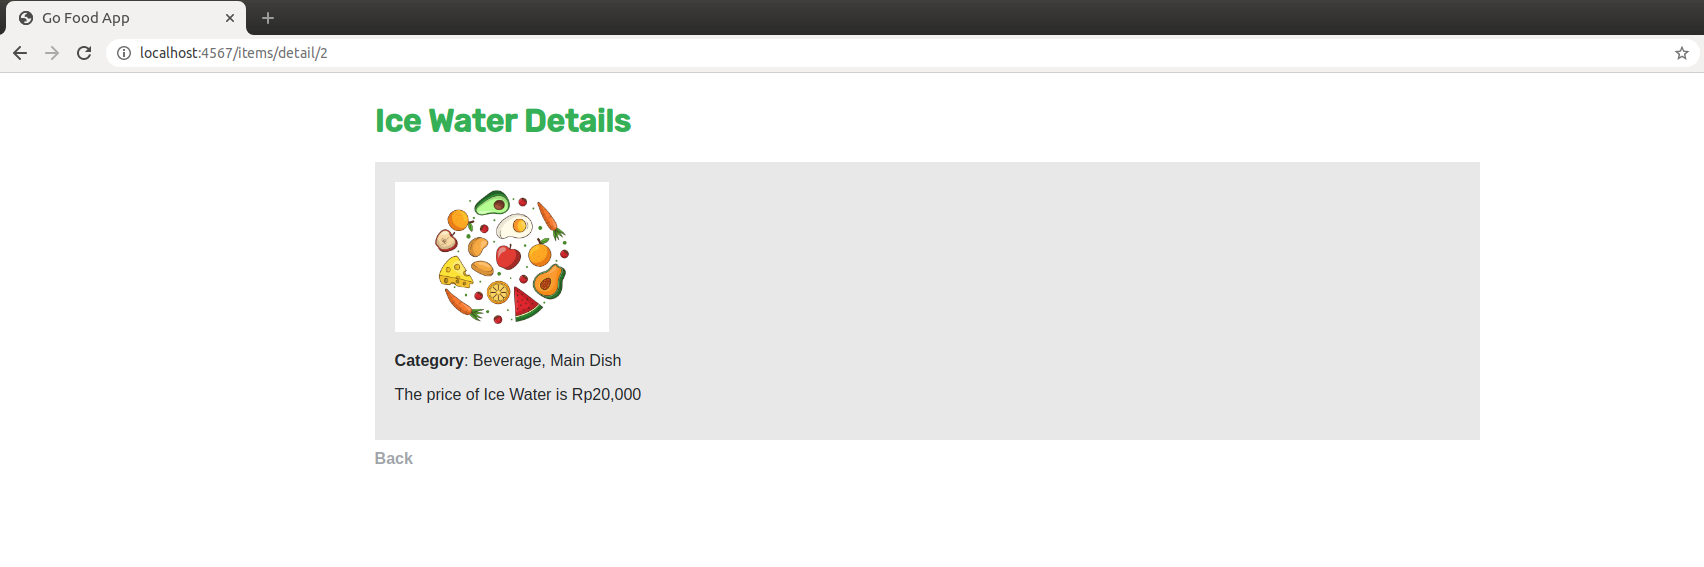 Go Food App
localhost:4567/items/detail/2
Ice Water Details
Category: Beverage, Main Dish
The price of Ice Water is Rp20,000
Back